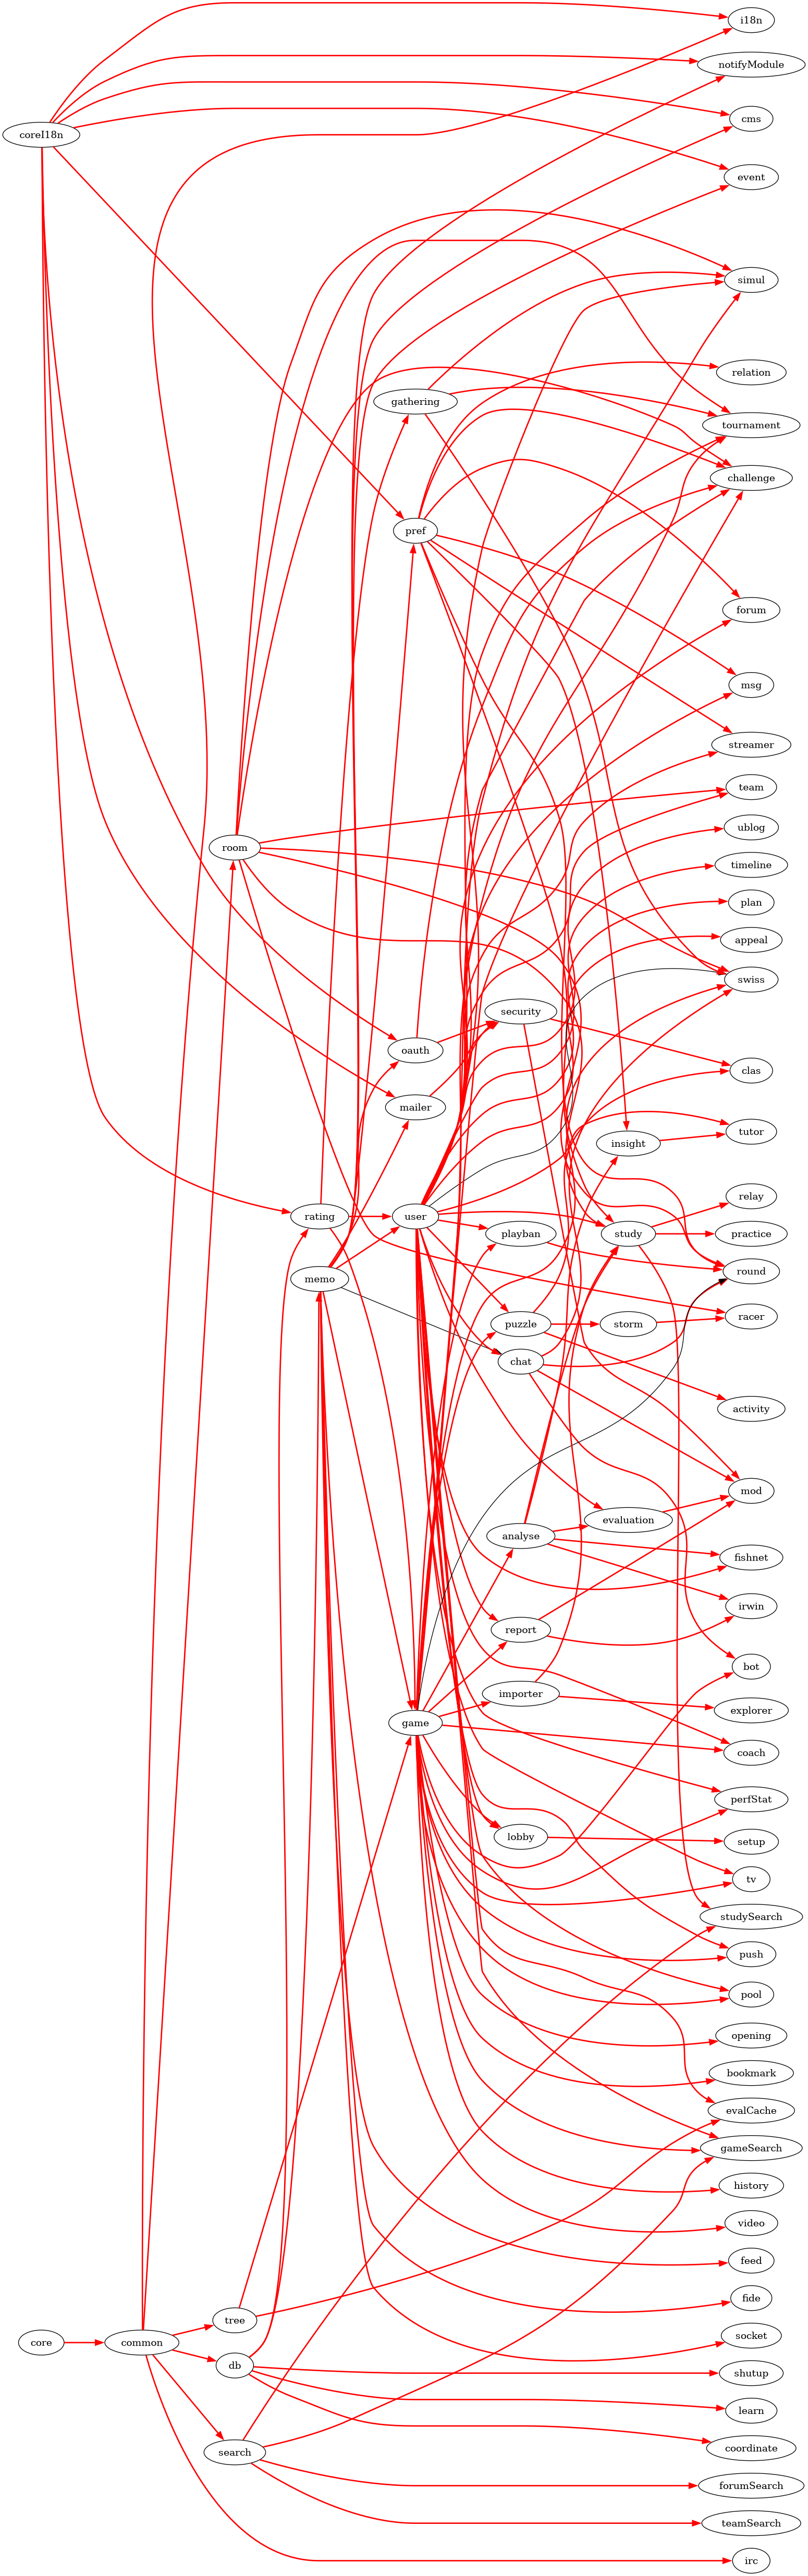 i18n
notifyModule
cms
coreI18n
event
simul
relation
gathering
tournament
challenge
pref
forum
msg
streamer
team
ublog
room
timeline
plan
appeal
swiss
security
oauth
clas
mailer
tutor
insight
relay
rating
user
playban
study
practice
round
memo
racer
puzzle
storm
chat
activity
mod
evaluation
analyse
fishnet
irwin
report
bot
importer
explorer
game
coach
perfStat
lobby
setup
tv
studySearch
push
pool
opening
bookmark
evalCache
gameSearch
history
video
feed
fide
tree
socket
core
common
db
shutup
learn
coordinate
search
forumSearch
teamSearch
irc